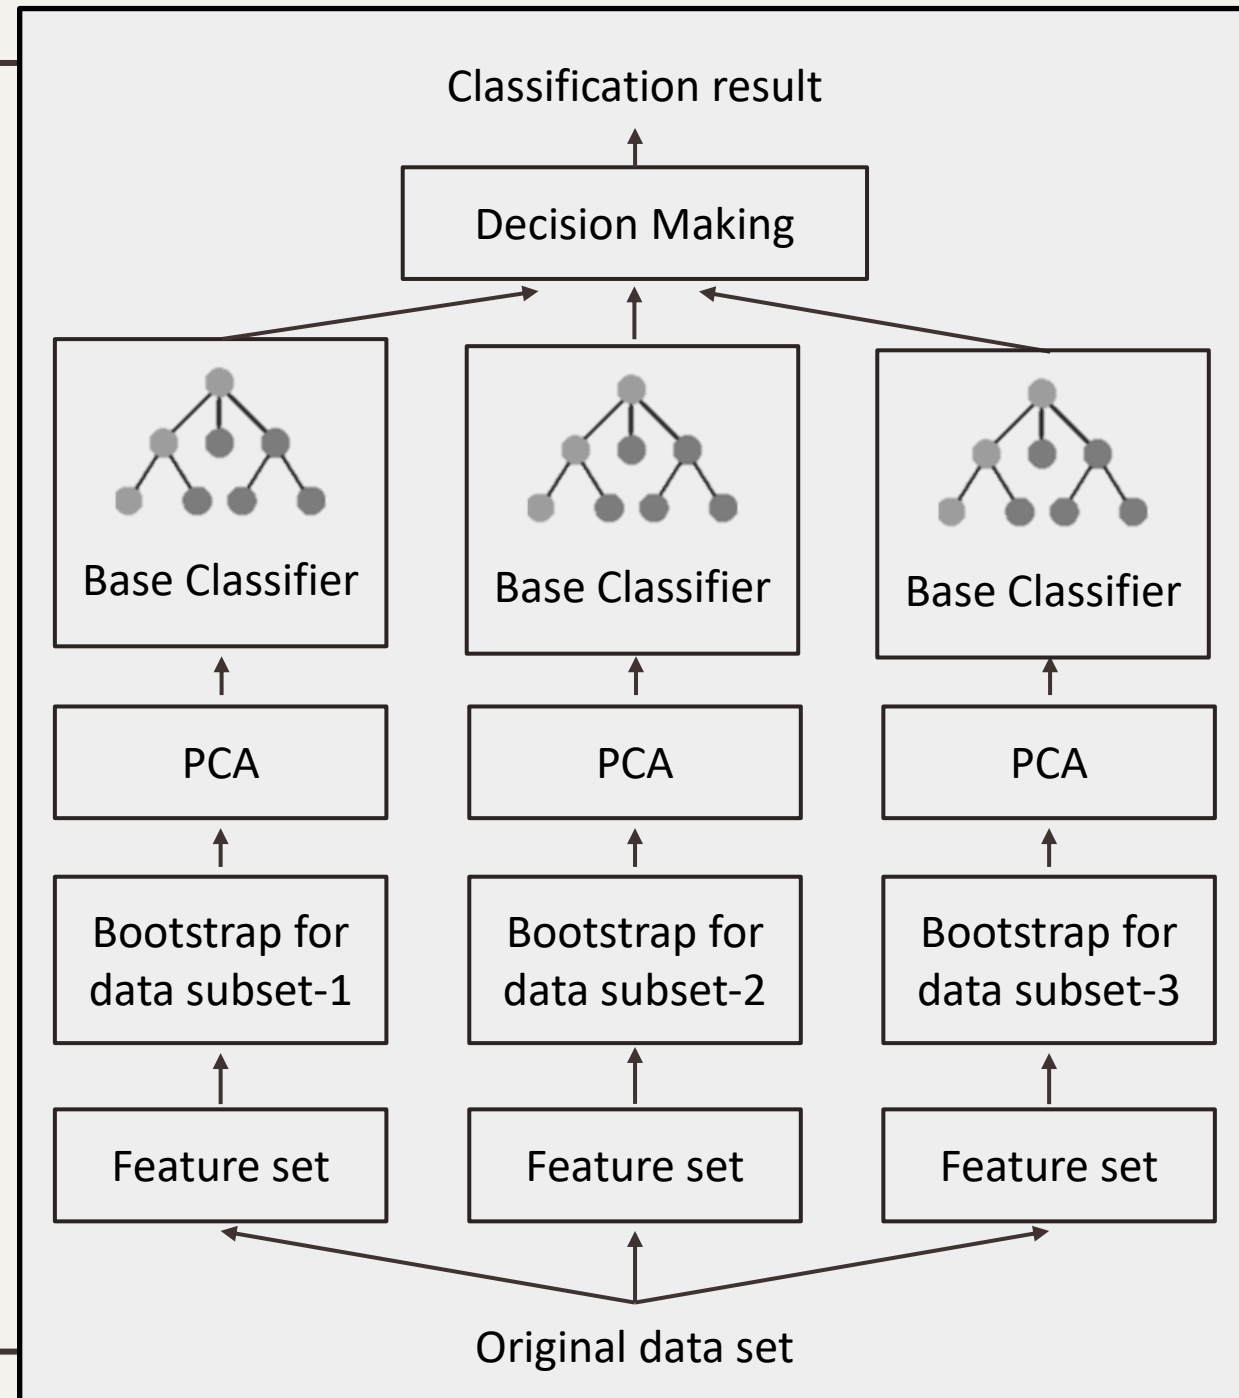 Classification result
Decision Making
Base Classifier
Base Classifier
Base Classifier
PCA
PCA
PCA
Bootstrap for
data subset-1
Bootstrap for
data subset-2
Bootstrap for
data subset-3
Feature set
Feature set
Feature set
Original data set